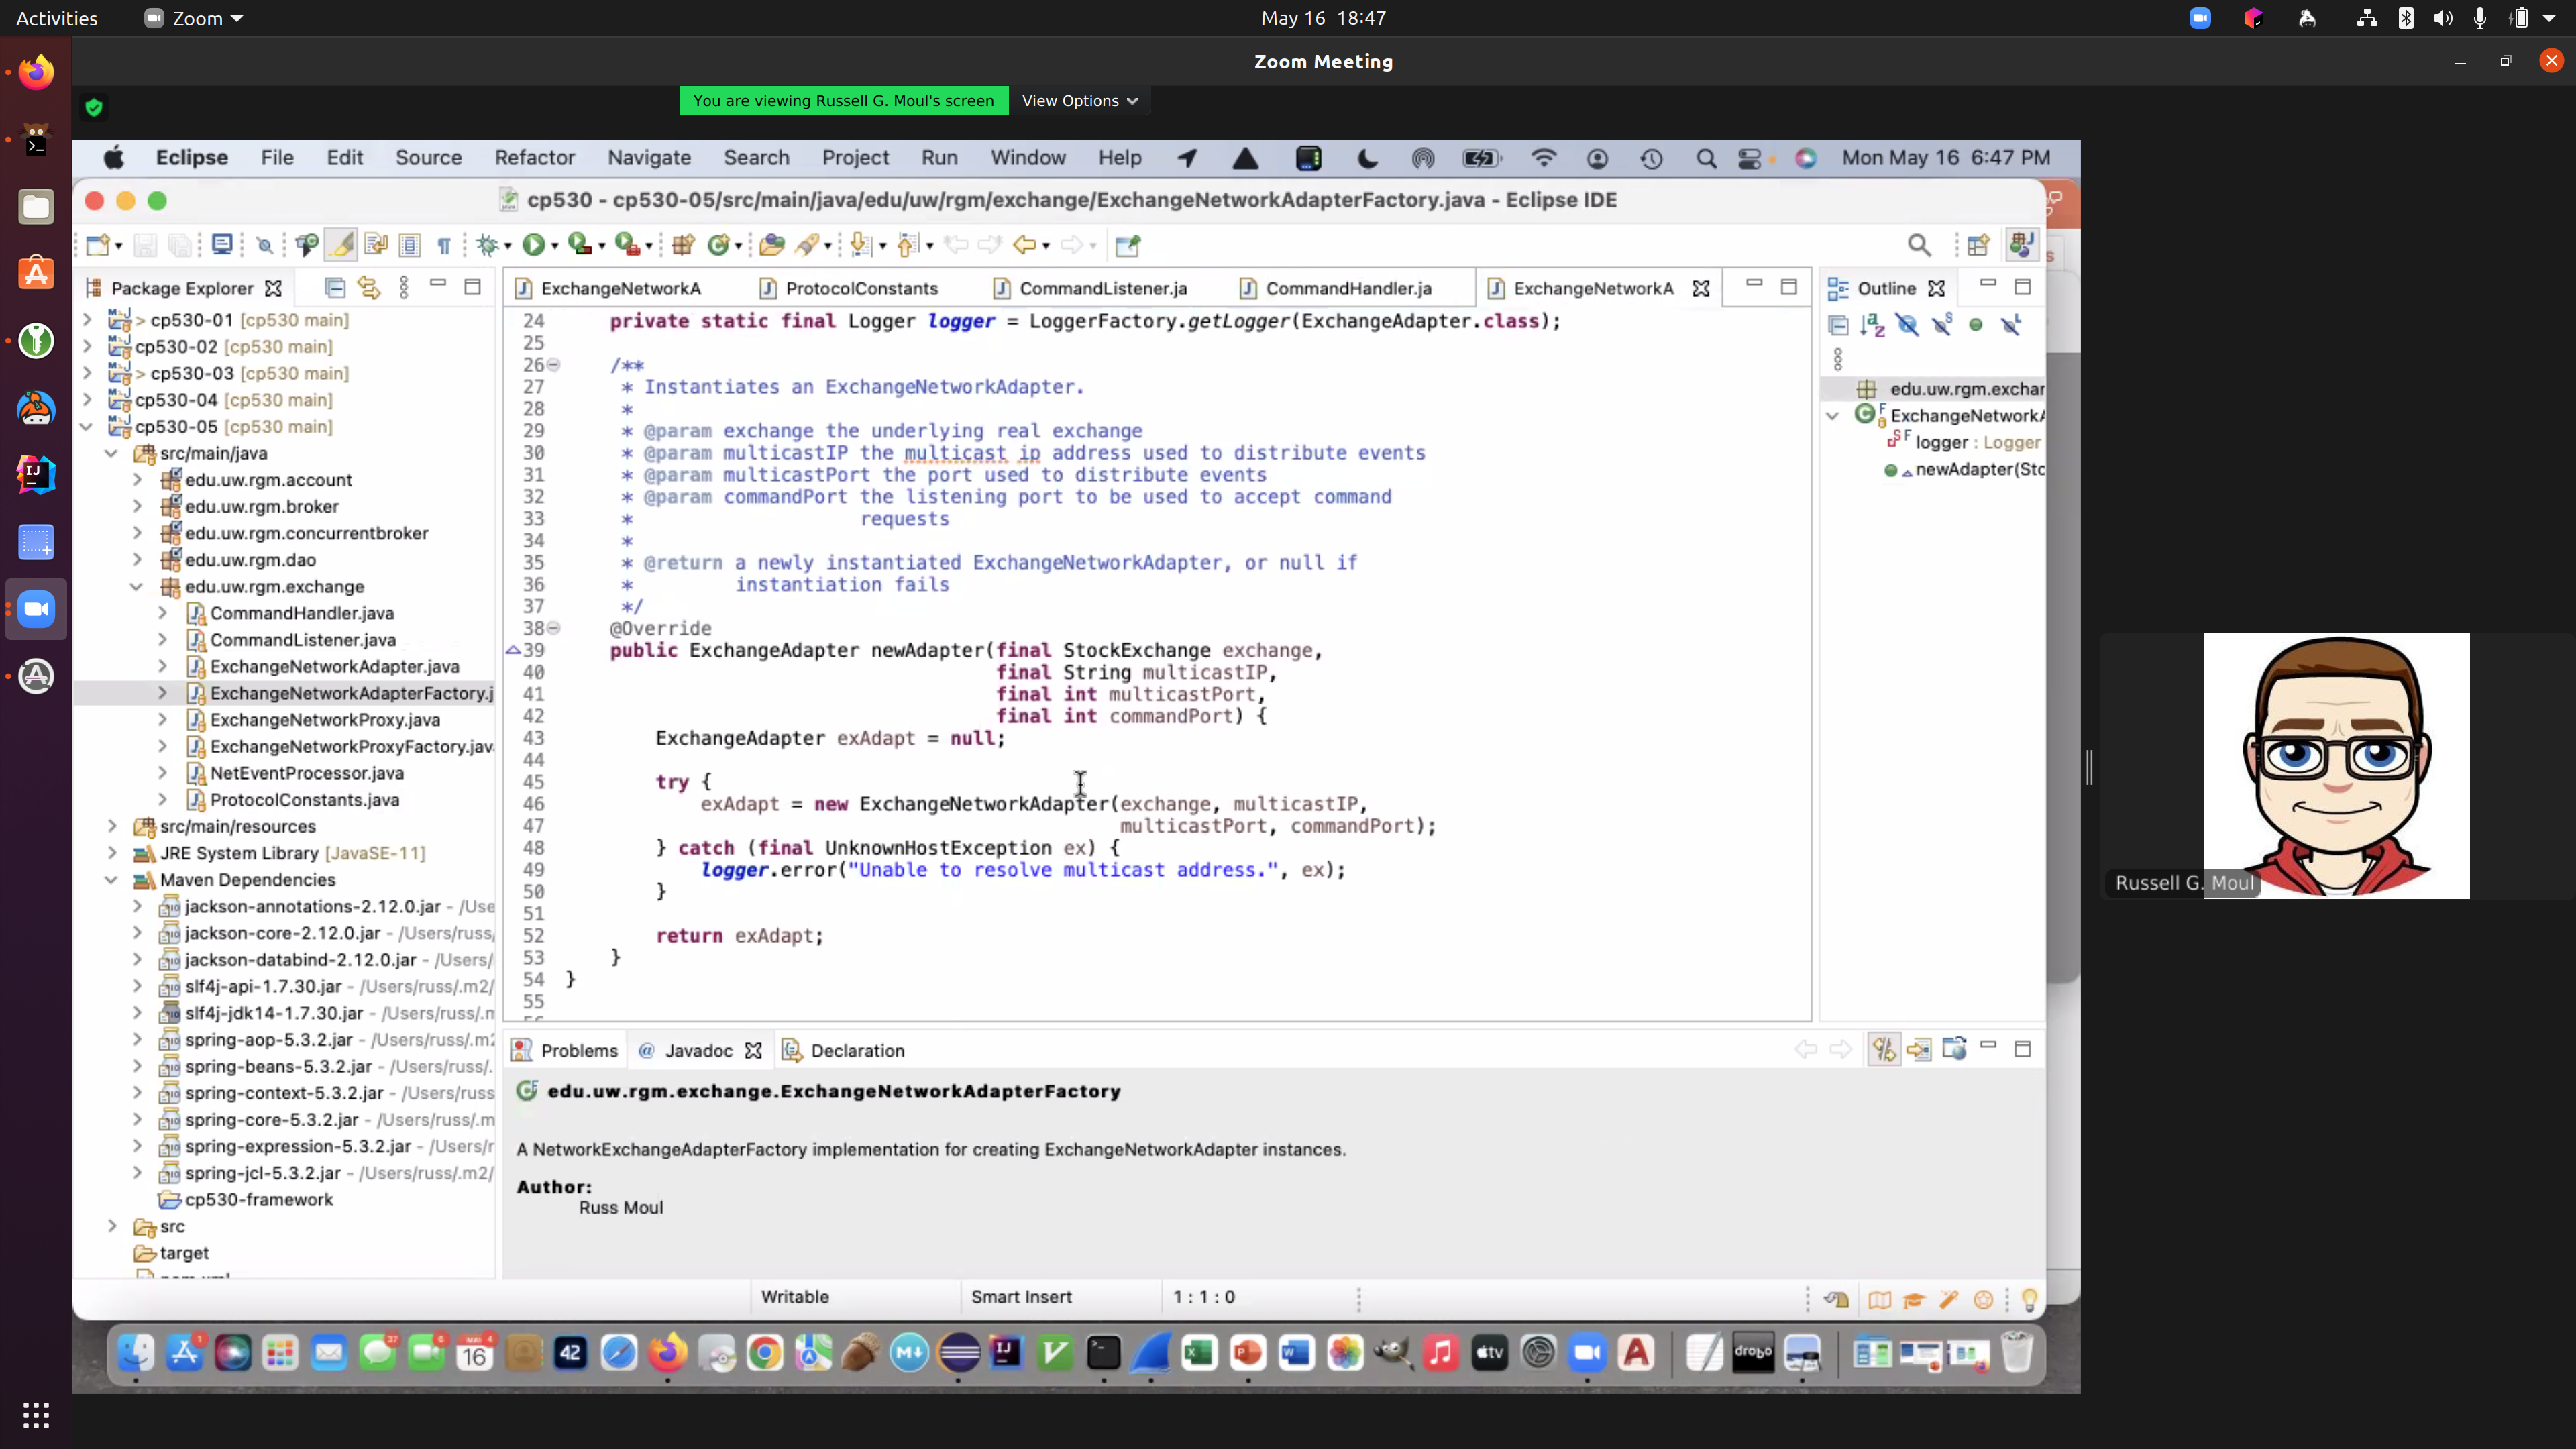 Activities
Zoom
May 16 18:47
Zoom Meeting
You are viewing Russell G. Moul's screen
View Options
Eclipse File Edit Source Refactor Navigate Search Project Run Window Help
Mon May 16 6:47 PM
cp530 - cp530-05/src/main/java/edu/uw/rgm/exchange/ExchangeNetworkAdapterFactory.java - Eclipse IDE
Package Explorer
> cp530-01 [cp530 main]
cp530-02 [cp530 main]
> cp530-03 [cp530 main]
cp530-04 [cp530 main]
cp530-05 [cp530 main]
src/main/java
edu.uw.rgm.account
edu.uw.rgm.broker
edu.uw.rgm.concurrentbroker
edu.uw.rgm.dao
edu.uw.rgm.exchange
CommandHandler.java
CommandListener.java
ExchangeNetworkAdapter.java
ExchangeNetworkAdapterFactory.j
ExchangeNetworkProxy.java
ExchangeNetworkProxyFactory.jav
NetEventProcessor.java
ProtocolConstants.java
src/main/resources
JRE System Library [JavaSE-11]
Maven Dependencies
jackson-annotations-2.12.0.jar - /Use
jackson-core-2.12.0.jar - /Users/russ/
jackson-databind-2.12.0.jar - /Users/
slf4j-api-1.7.30.jar - /Users/russ/.m2/
slf4j-jdk14-1.7.30.jar - /Users/russ/.m
spring-aop-5.3.2.jar - /Users/russ/.m2
spring-beans-5.3.2.jar - /Users/russ/.
spring-context-5.3.2.jar - /Users/russ
spring-core-5.3.2.jar - /Users/russ/.m
spring-expression-5.3.2.jar - /Users/r
spring-jcl-5.3.2.jar - /Users/russ/.m2/
cp530-framework
src
target
ExchangeNetworkA
ProtocolConstants
CommandListener.ja
CommandHandler.ja
ExchangeNetworkA
24 private static final Logger logger = LoggerFactory.getLogger(ExchangeAdapter.class);
25
26 /**
27 * Instantiates an ExchangeNetworkAdapter.
28 *
29 * @param exchange the underlying real exchange
30 * @param multicastIP the multicast ip address used to distribute events
31 * @param multicastPort the port used to distribute events
32 * @param commandPort the listening port to be used to accept command
33 * requests
34 *
35 * @return a newly instantiated ExchangeNetworkAdapter, or null if
36 * instantiation fails
37 */
38 @Override
39 public ExchangeAdapter newAdapter(final StockExchange exchange,
40 final String multicastIP,
41 final int multicastPort,
42 final int commandPort) {
43 ExchangeAdapter exAdapt = null;
44
45 try {
46 exAdapt = new ExchangeNetworkAdapter(exchange, multicastIP,
47 multicastPort, commandPort);
48 } catch (final UnknownHostException ex) {
49 logger.error("Unable to resolve multicast address.", ex);
50 }
51
52 return exAdapt;
53 }
54 }
55
Outline
edu.uw.rgm.exchar
ExchangeNetworkA
logger : Logger
newAdapter(Stc
Problems
@ Javadoc
Declaration
edu.uw.rgm.exchange.ExchangeNetworkAdapterFactory
A NetworkExchangeAdapterFactory implementation for creating ExchangeNetworkAdapter instances.
Author:
Russ Moul
Writable
Smart Insert
1 : 1 : 0
Russell G. Moul
MAY
16
42
tv
drobo